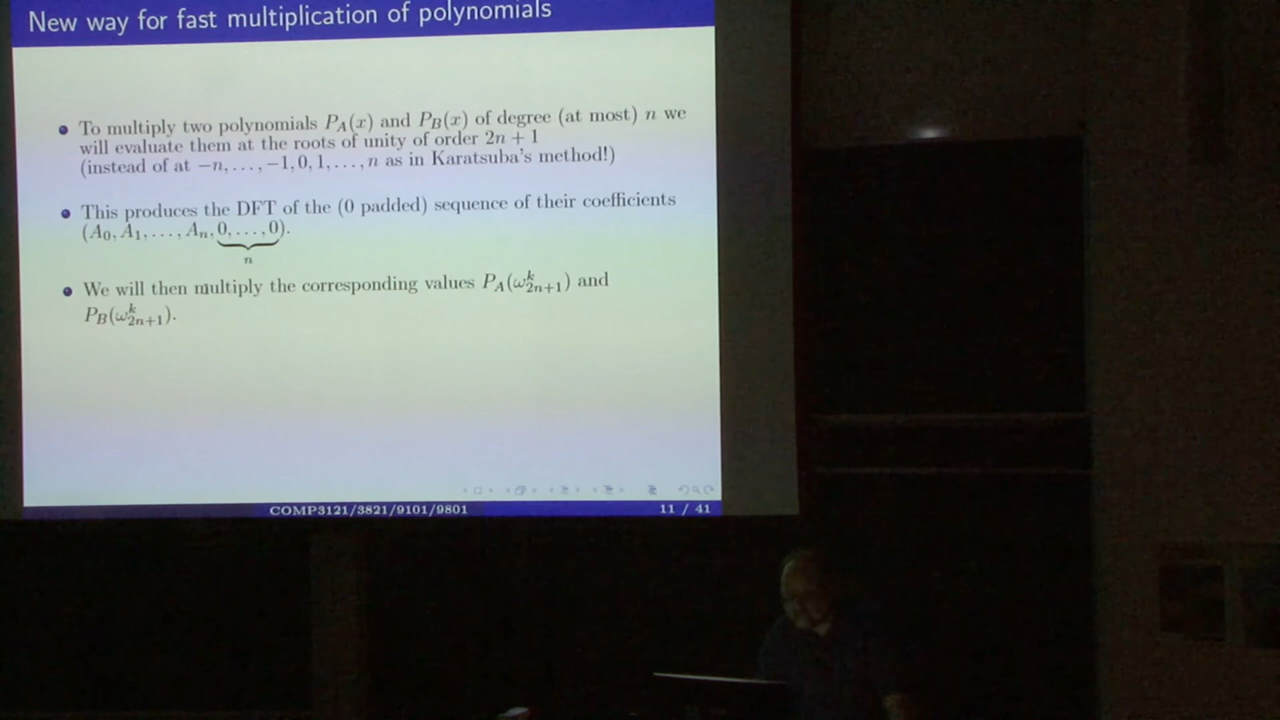 New way for fast multiplication of polynomials
To multiply two polynomials P_A(x) and P_B(x) of degree (at most) n we
will evaluate them at the roots of unity of order 2n + 1
(instead of at −n, . . . , −1, 0, 1, . . . , n as in Karatsuba's method!)
This produces the DFT of the (0 padded) sequence of their coefficients
(A_0, A_1, . . . , A_n, 0, . . . , 0).
n
We will then multiply the corresponding values P_A(ω^k_{2n+1}) and
P_B(ω^k_{2n+1}).
COMP3121/3821/9101/9801
11 / 41